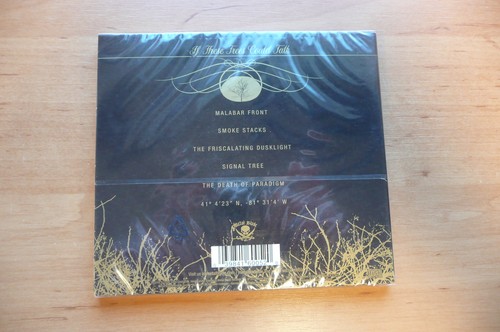 If These Trees Could Talk
MALABAR FRONT
SMOKE STACKS
THE FRISCALATING DUSKLIGHT
SIGNAL TREE
THE DEATH OF PARADIGM
41° 4'23" N, -81° 31'4" W